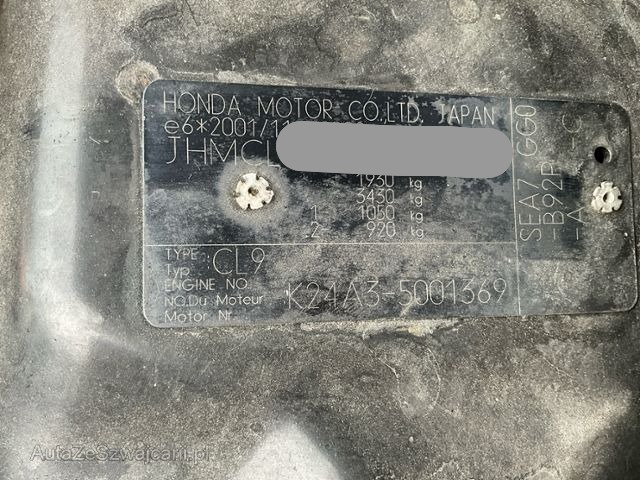 HONDA MOTOR CO.,LTD. JAPAN
e6*2001/11
JHMCL
1930 kg
3430 kg
1- 1050 kg
2- 920 kg
TYPE
Typ CL9
ENGINE NO.
NO.Du Moteur K24A3-5001369
Motor Nr.
SEA7 GG0
-B92P -C
-A
AutaZeSzwajcarii.pl